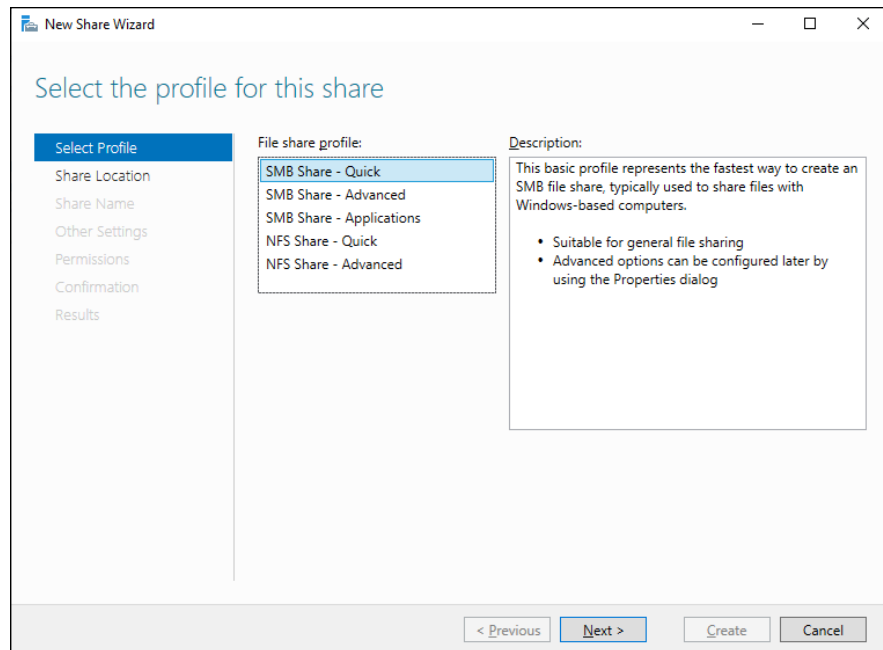 New Share Wizard
Select the profile for this share
Select Profile
Share Location
Share Name
Other Settings
Permissions
Confirmation
Results
File share profile:
SMB Share - Quick
SMB Share - Advanced
SMB Share - Applications
NFS Share - Quick
NFS Share - Advanced
Description:
This basic profile represents the fastest way to create an
SMB file share, typically used to share files with
Windows-based computers.
• Suitable for general file sharing
• Advanced options can be configured later by
using the Properties dialog
< Previous
Next >
Create
Cancel